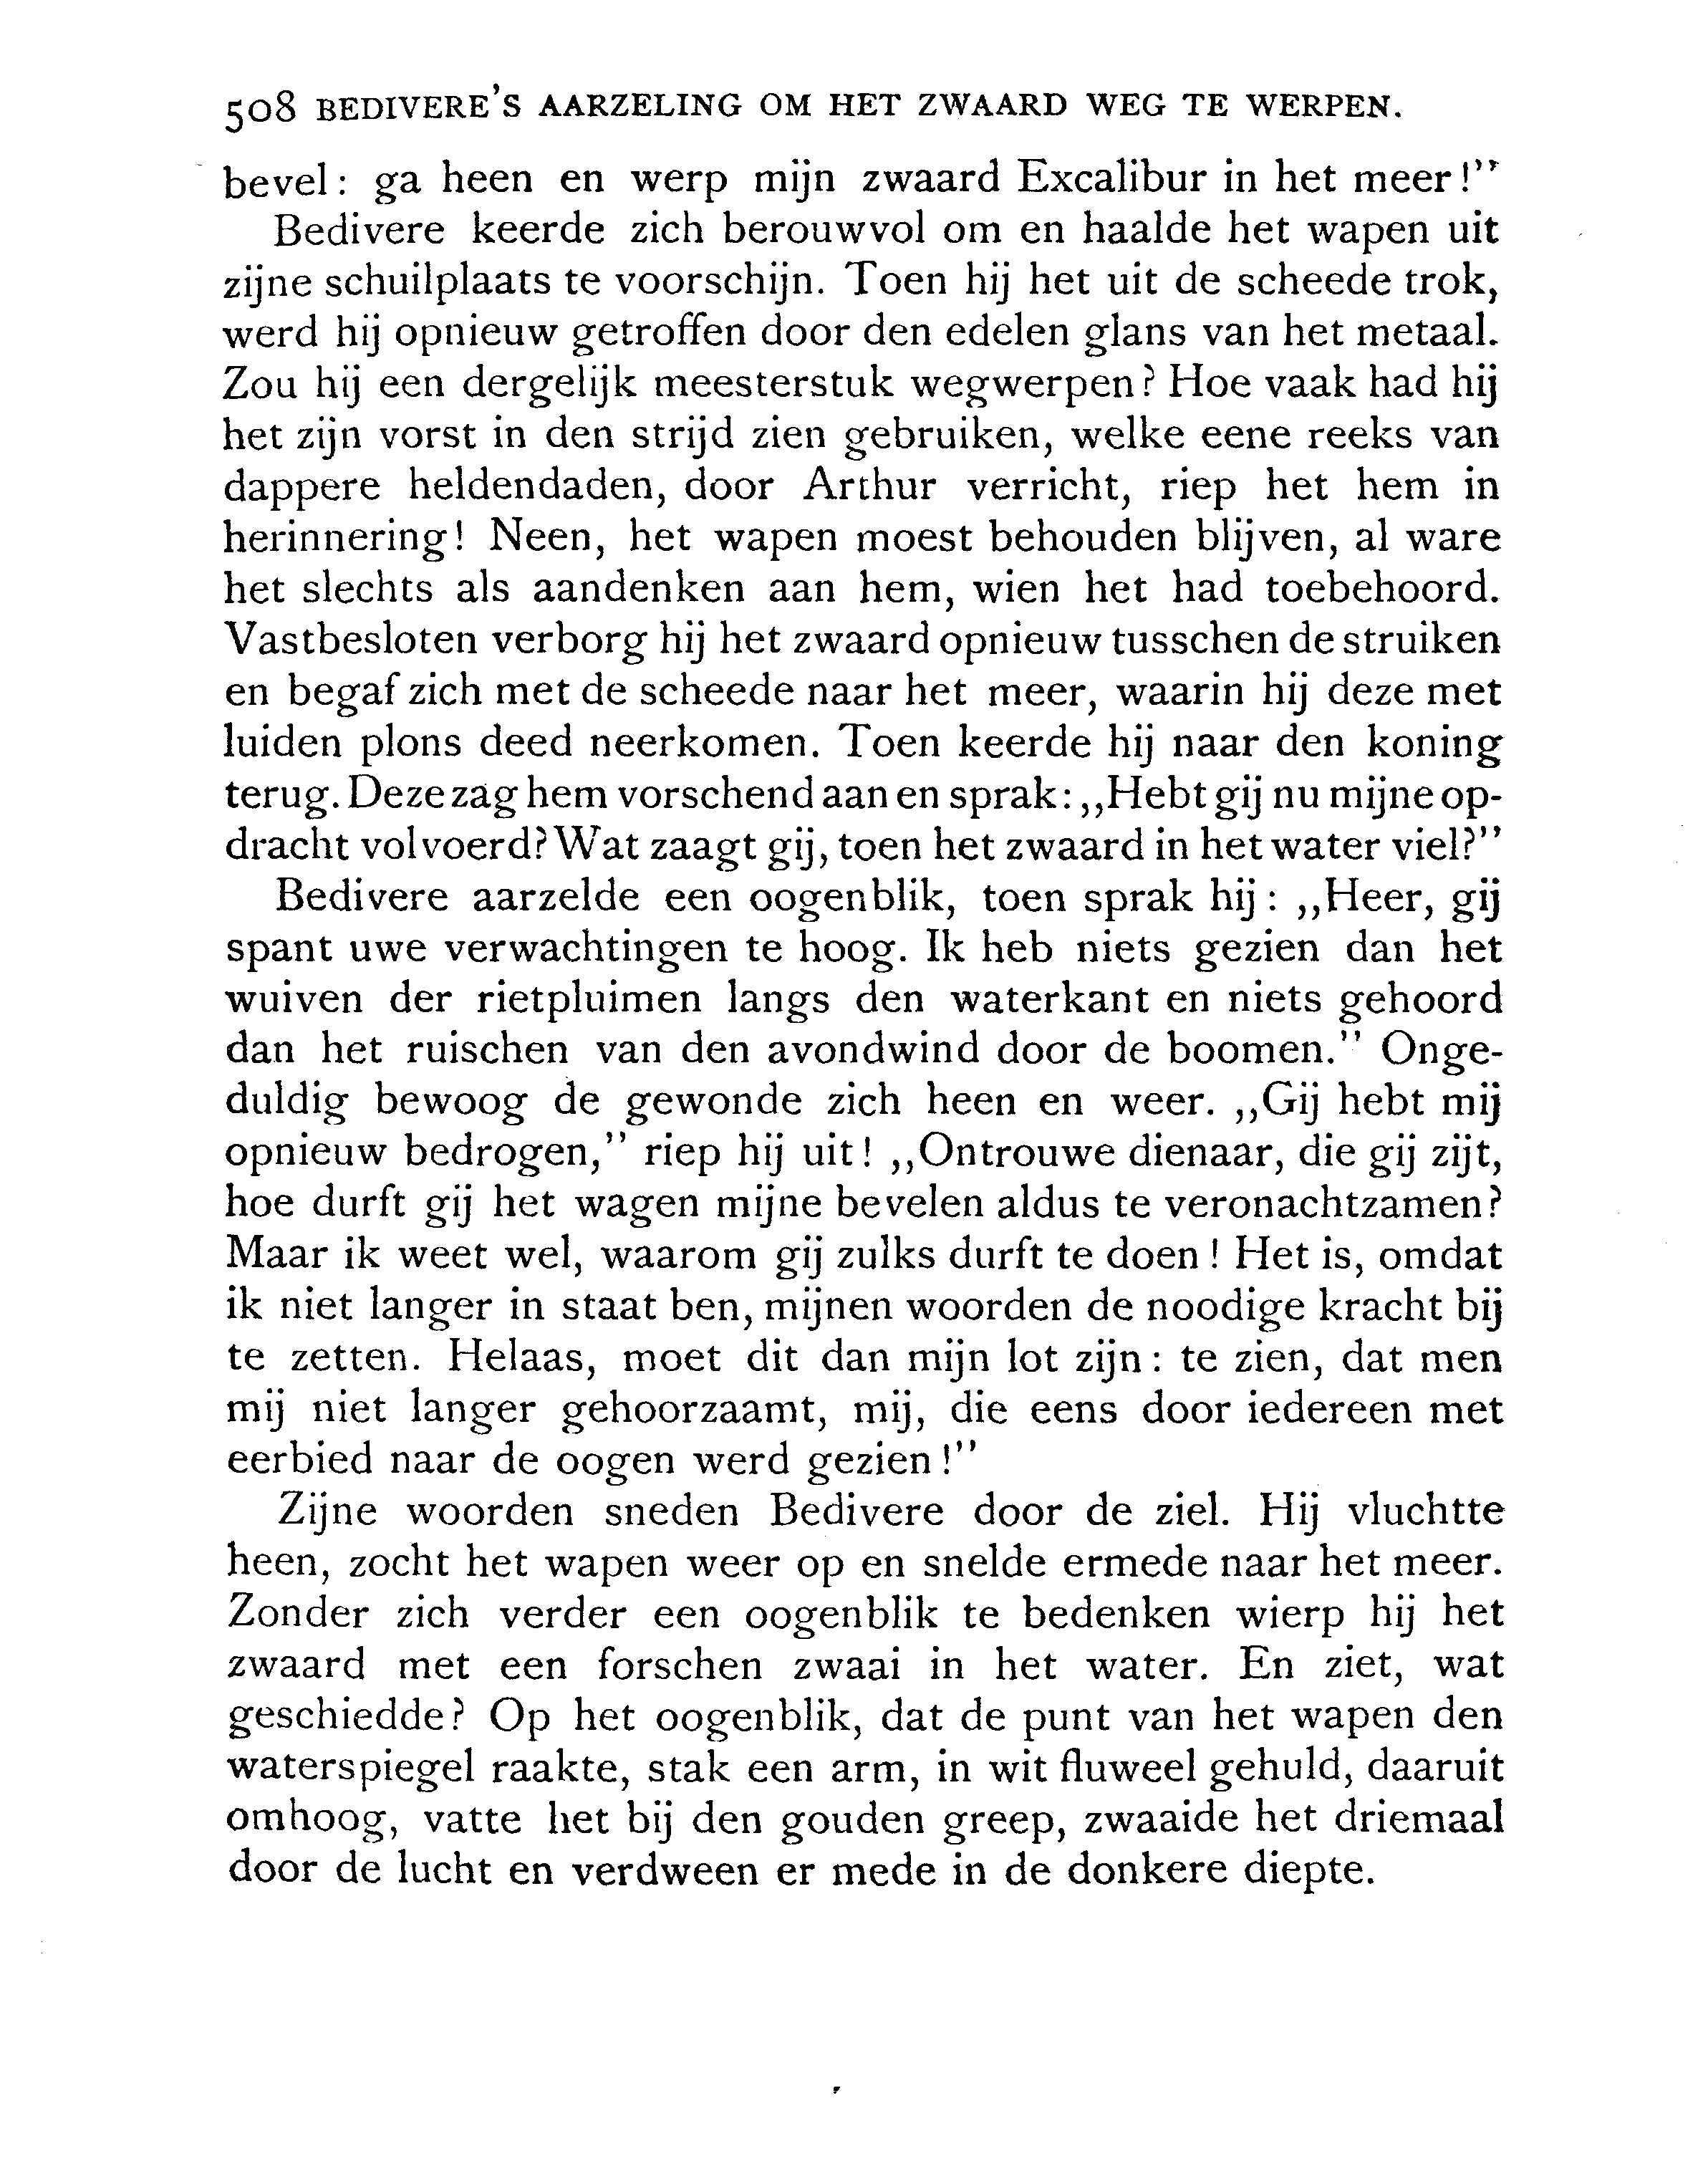 508 BEDIVERE'S AARZELING OM HET ZWAARD WEG TE WERPEN.
bevel: ga heen en werp mijn zwaard Excalibur in het meer!''
Bedivere keerde zich berouwvol om en haalde het wapen uit
zijne schuilplaats te voorschijn. Toen hij het uit de scheede trok,
werd hij opnieuw getroffen door den edelen glans van het metaal.
Zou hij een dergelijk meesterstuk wegwerpen? Hoe vaak had hij
het zijn vorst in den strijd zien gebruiken, welke eene reeks van
dappere heldendaden, door Arthur verricht, riep het hem in
herinnering! Neen, het wapen moest behouden blijven, al ware
het slechts als aandenken aan hem, wien het had toebehoord.
Vastbesloten verborg hij het zwaard opnieuw tusschen de struiken
en begaf zich met de scheede naar het meer, waarin hij deze met
luiden plons deed neerkomen. Toen keerde hij naar den koning
terug. Deze zag hem vorschend aan en sprak: ,,Hebt gij nu mijne op-
dracht volvoerd? Wat zaagt gij, toen het zwaard in het water viel?''
Bedivere aarzelde een oogenblik, toen sprak hij: ,,Heer, gij
spant uwe verwachtingen te hoog. Ik heb niets gezien dan het
wuiven der rietpluimen langs den waterkant en niets gehoord
dan het ruischen van den avondwind door de boomen.'' Onge-
duldig bewoog de gewonde zich heen en weer. ,,Gij hebt mij
opnieuw bedrogen,'' riep hij uit! ,,Ontrouwe dienaar, die gij zijt,
hoe durft gij het wagen mijne bevelen aldus te veronachtzamen?
Maar ik weet wel, waarom gij zulks durft te doen! Het is, omdat
ik niet langer in staat ben, mijnen woorden de noodige kracht bij
te zetten. Helaas, moet dit dan mijn lot zijn: te zien, dat men
mij niet langer gehoorzaamt, mij, die eens door iedereen met
eerbied naar de oogen werd gezien!''
Zijne woorden sneden Bedivere door de ziel. Hij vluchtte
heen, zocht het wapen weer op en snelde ermede naar het meer.
Zonder zich verder een oogenblik te bedenken wierp hij het
zwaard met een forschen zwaai in het water. En ziet, wat
geschiedde? Op het oogenblik, dat de punt van het wapen den
waterspiegel raakte, stak een arm, in wit fluweel gehuld, daaruit
omhoog, vatte het bij den gouden greep, zwaaide het driemaal
door de lucht en verdween er mede in de donkere diepte.